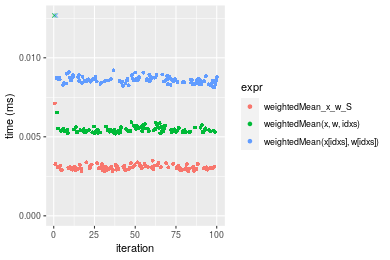 time (ms)
0.010
0.005
0.000
0
25
50
75
100
iteration
expr
weightedMean_x_w_S
weightedMean(x, w, idxs)
weightedMean(x[idxs], w[idxs])